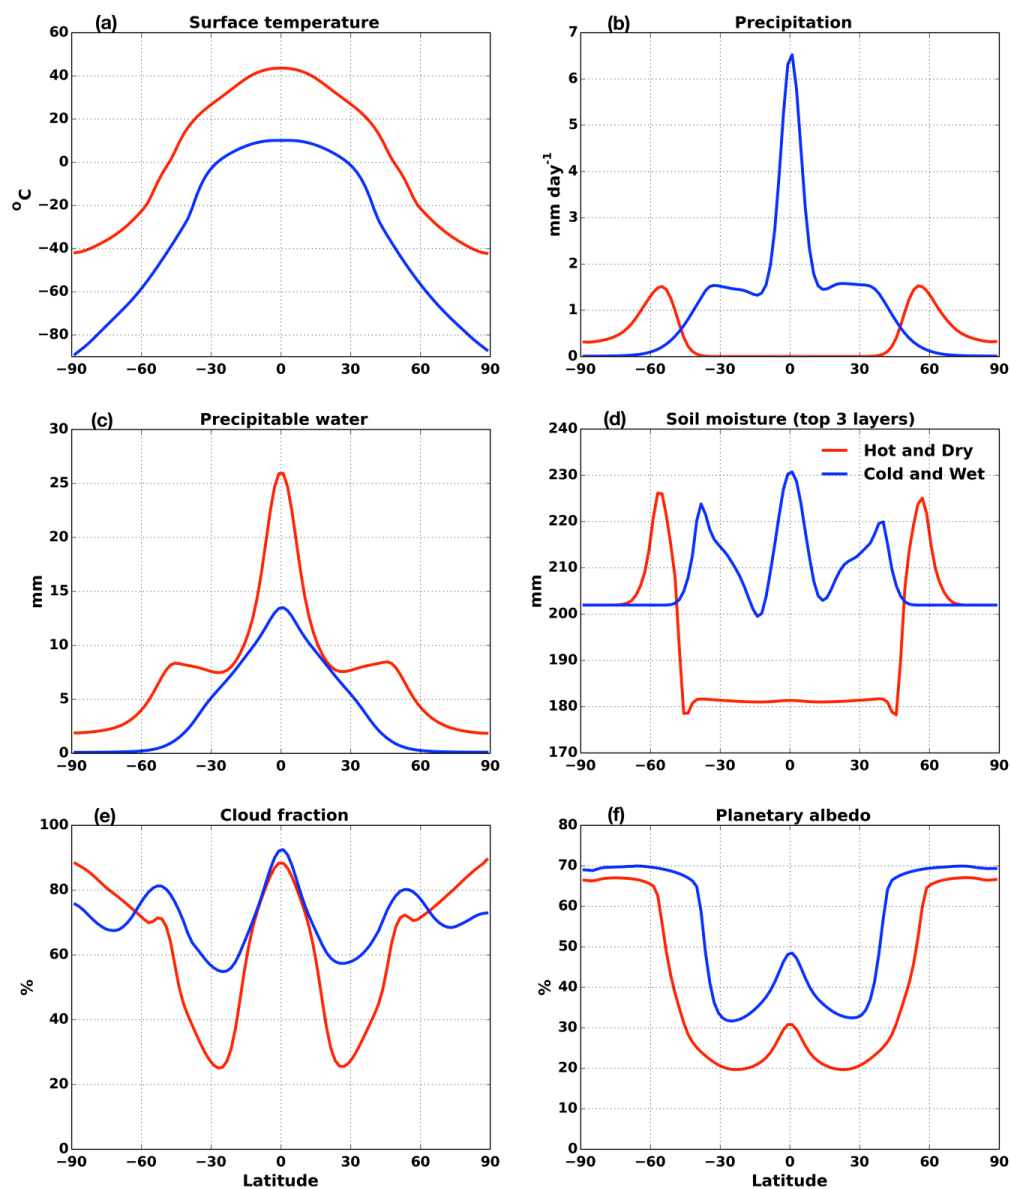 (a) Surface temperature
60
40
20
0
−20
−40
−60
−80
°C
−90 −60 −30 0 30 60 90
(b) Precipitation
7
6
5
4
3
2
1
0
mm day-1
−90 −60 −30 0 30 60 90
(c) Precipitable water
30
25
20
15
10
5
0
mm
−90 −60 −30 0 30 60 90
(d) Soil moisture (top 3 layers)
240
230
220
210
200
190
180
170
mm
Hot and Dry
Cold and Wet
−90 −60 −30 0 30 60 90
(e) Cloud fraction
100
80
60
40
20
0
%
−90 −60 −30 0 30 60 90
Latitude
(f) Planetary albedo
80
70
60
50
40
30
20
10
0
%
−90 −60 −30 0 30 60 90
Latitude